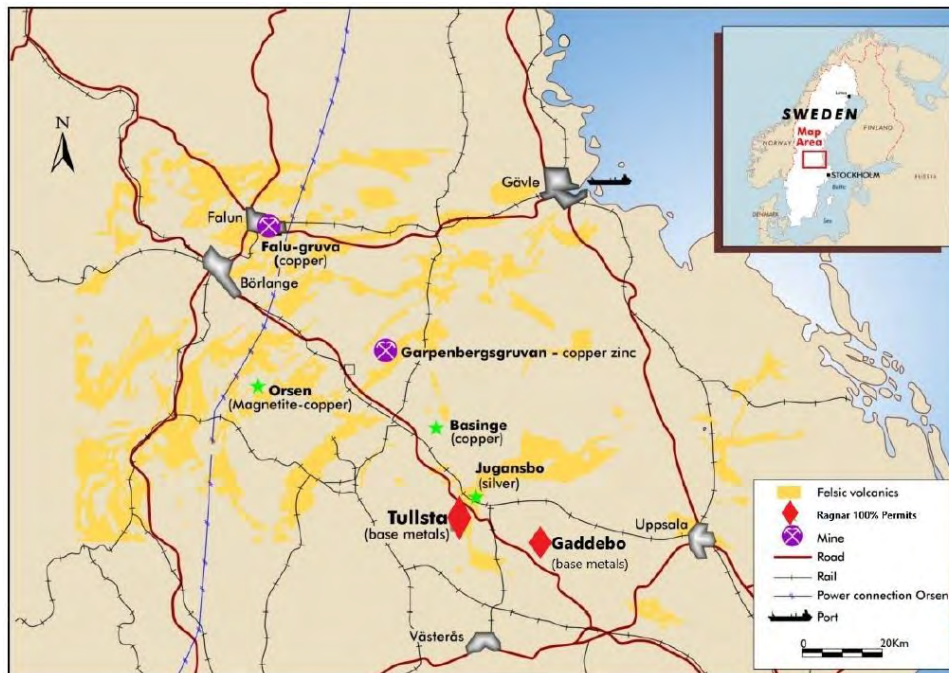 N
Falun
Falu-gruva
(copper)
Börlange
Gävle
Garpenbergsgruvan - copper zinc
Orsen
(Magnetite-copper)
Basinge
(copper)
Jugansbo
(silver)
Tullsta
(base metals)
Gaddebo
(base metals)
Uppsala
Västerås
SWEDEN
Map
Area
NORWAY
FINLAND
STOCKHOLM
Baltic
Sea
DENMARK
Felsic volcanics
Ragnar 100% Permits
Mine
Road
Rail
Power connection Orsen
Port
0
20Km